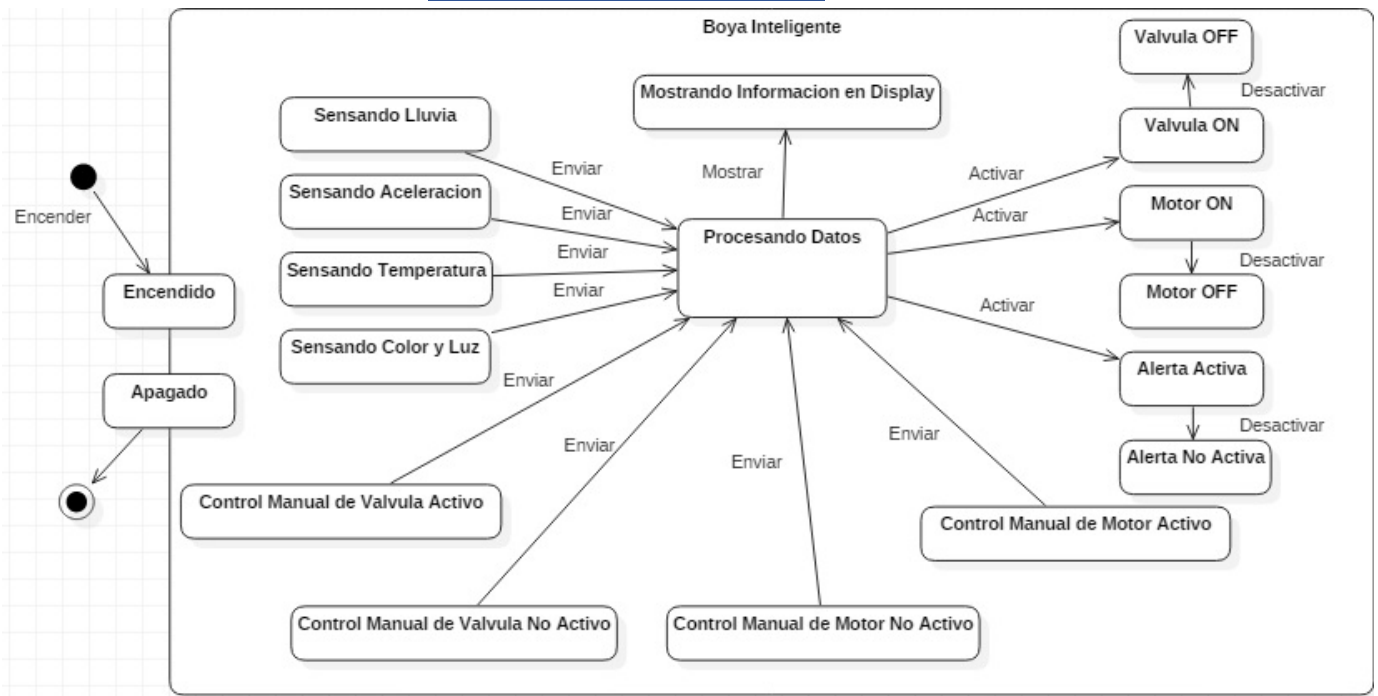 Boya Inteligente
Valvula OFF
Desactivar
Mostrando Informacion en Display
Sensando Lluvia
Valvula ON
Enviar
Mostrar
Activar
Sensando Aceleracion
Motor ON
Enviar
Activar
Encender
Procesando Datos
Enviar
Desactivar
Sensando Temperatura
Encendido
Enviar
Motor OFF
Activar
Sensando Color y Luz
Alerta Activa
Enviar
Apagado
Desactivar
Enviar
Enviar
Enviar
Alerta No Activa
Control Manual de Valvula Activo
Control Manual de Motor Activo
Control Manual de Valvula No Activo
Control Manual de Motor No Activo